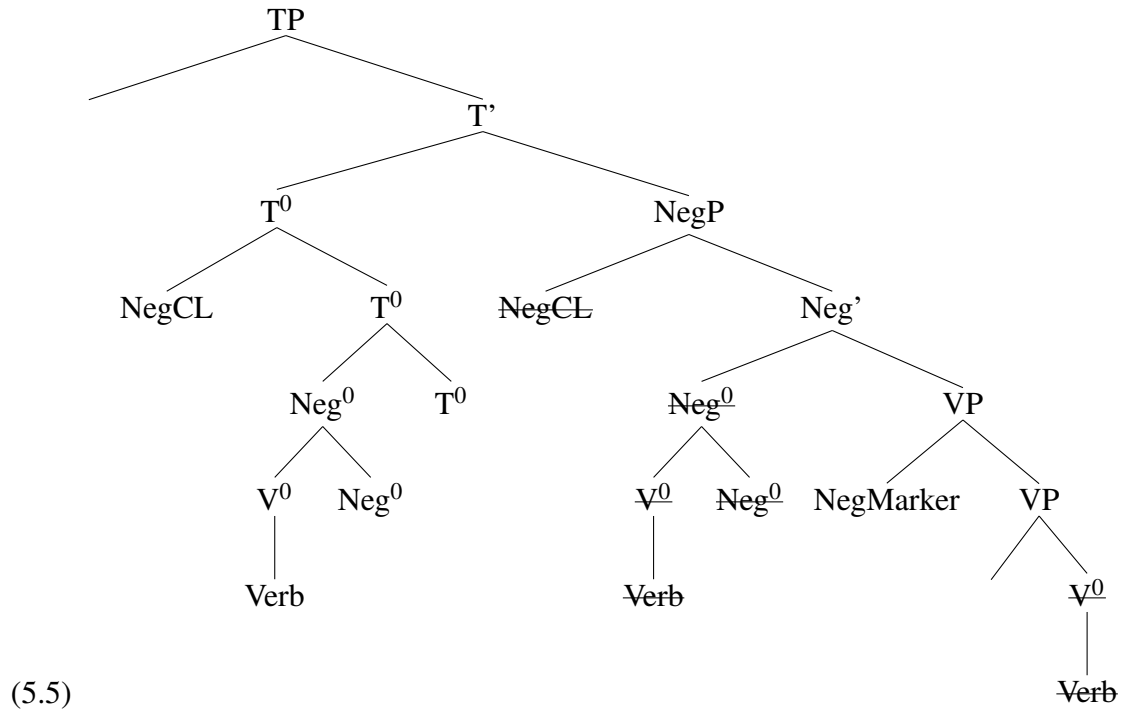 TP
T’
T⁰ NegP
NegCL T⁰ NegCL Neg’
Neg⁰ T⁰ Neg⁰ VP
V⁰ Neg⁰ V⁰ Neg⁰ NegMarker VP
Verb Verb V⁰
(5.5) Verb